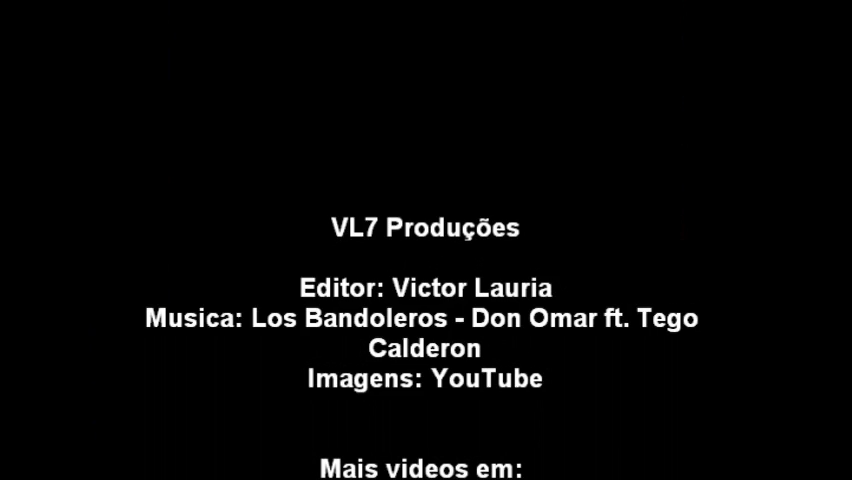 VL7 Produções
Editor: Victor Lauria
Musica: Los Bandoleros - Don Omar ft. Tego
Calderon
Imagens: YouTube
Mais videos em: